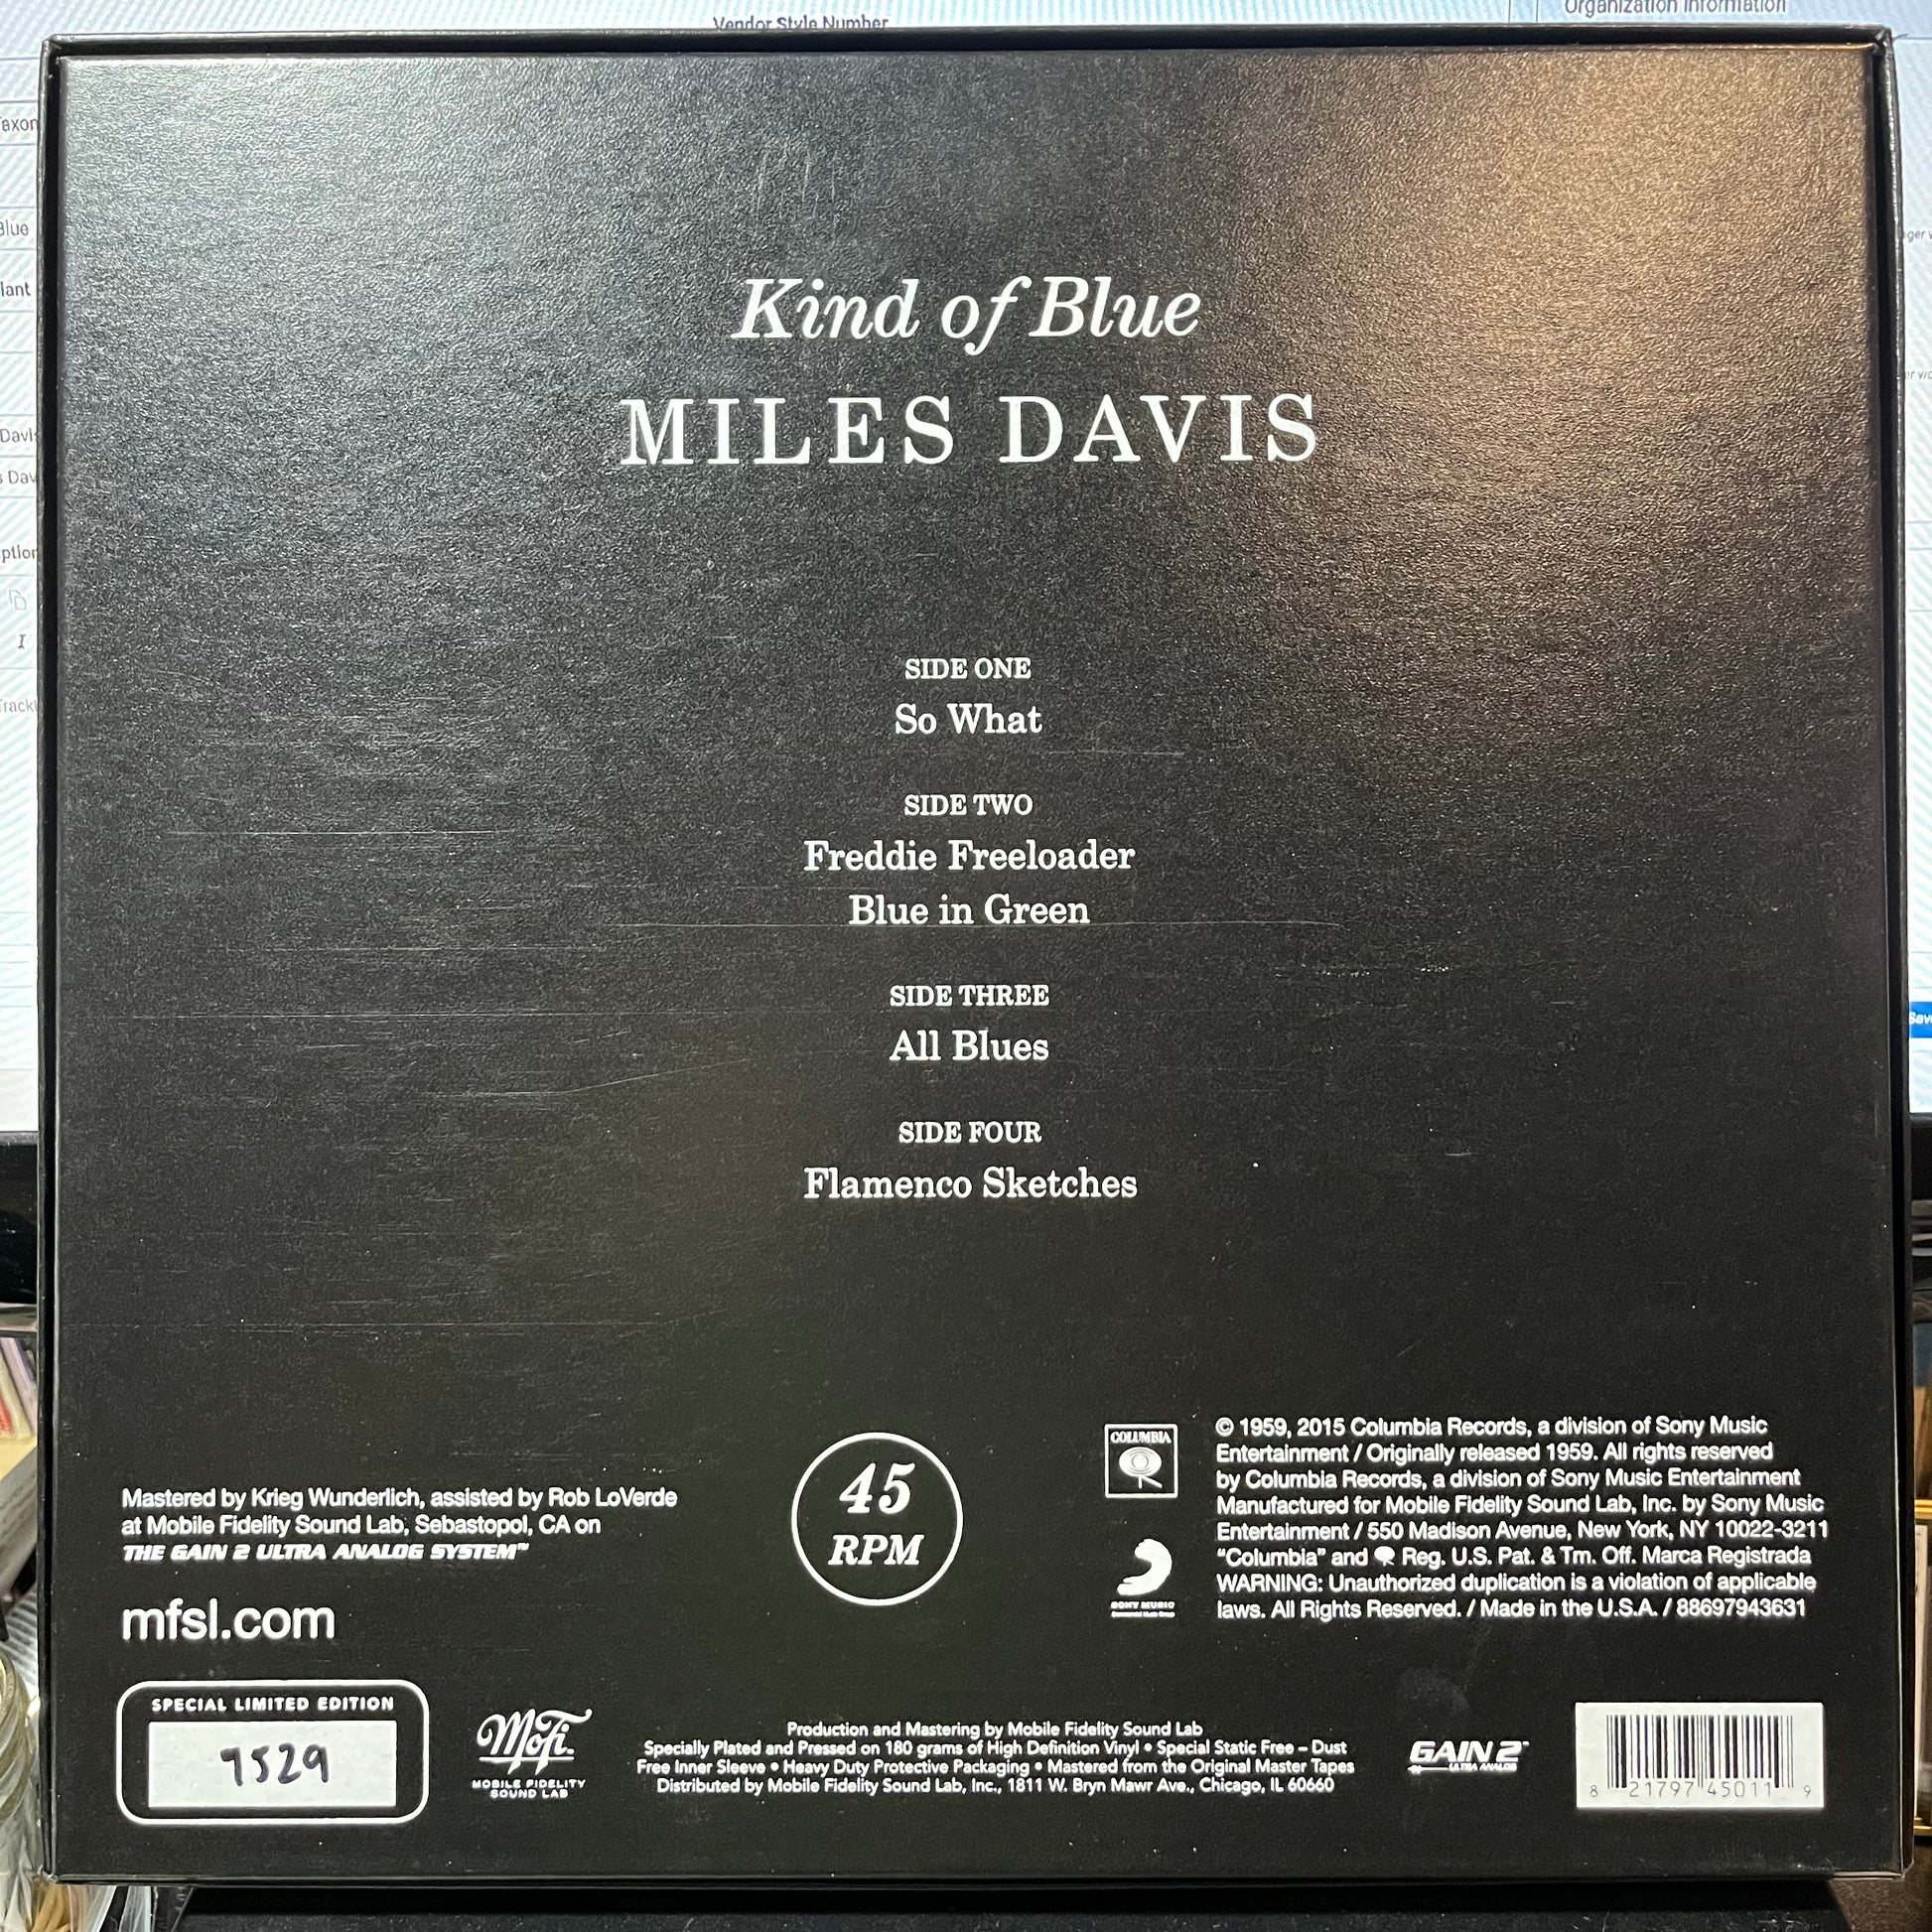 Vendor Style Number
Organization Information
Blue
Kind of Blue
MILES DAVIS
SIDE ONE
So What
SIDE TWO
Freddie Freeloader
Blue in Green
SIDE THREE
All Blues
SIDE FOUR
Flamenco Sketches
Mastered by Krieg Wunderlich, assisted by Rob LoVerde
at Mobile Fidelity Sound Lab, Sebastopol, CA on
THE GAIN 2 ULTRA ANALOG SYSTEM™
mfsl.com
45
RPM
COLUMBIA
SONY MUSIC
© 1959, 2015 Columbia Records, a division of Sony Music
Entertainment / Originally released 1959. All rights reserved
by Columbia Records, a division of Sony Music Entertainment
Manufactured for Mobile Fidelity Sound Lab, Inc. by Sony Music
Entertainment / 550 Madison Avenue, New York, NY 10022-3211
“Columbia” and Reg. U.S. Pat. & Tm. Off. Marca Registrada
WARNING: Unauthorized duplication is a violation of applicable
laws. All Rights Reserved. / Made in the U.S.A. / 88697943631
SPECIAL LIMITED EDITION
9529
MoFi
MOBILE FIDELITY
SOUND LAB
Production and Mastering by Mobile Fidelity Sound Lab
Specially Plated and Pressed on 180 grams of High Definition Vinyl • Special Static Free – Dust
Free Inner Sleeve • Heavy Duty Protective Packaging • Mastered from the Original Master Tapes
Distributed by Mobile Fidelity Sound Lab, Inc., 1811 W. Bryn Mawr Ave., Chicago, IL 60660
GAIN 2™
ULTRA ANALOG
8 21797 45011 9